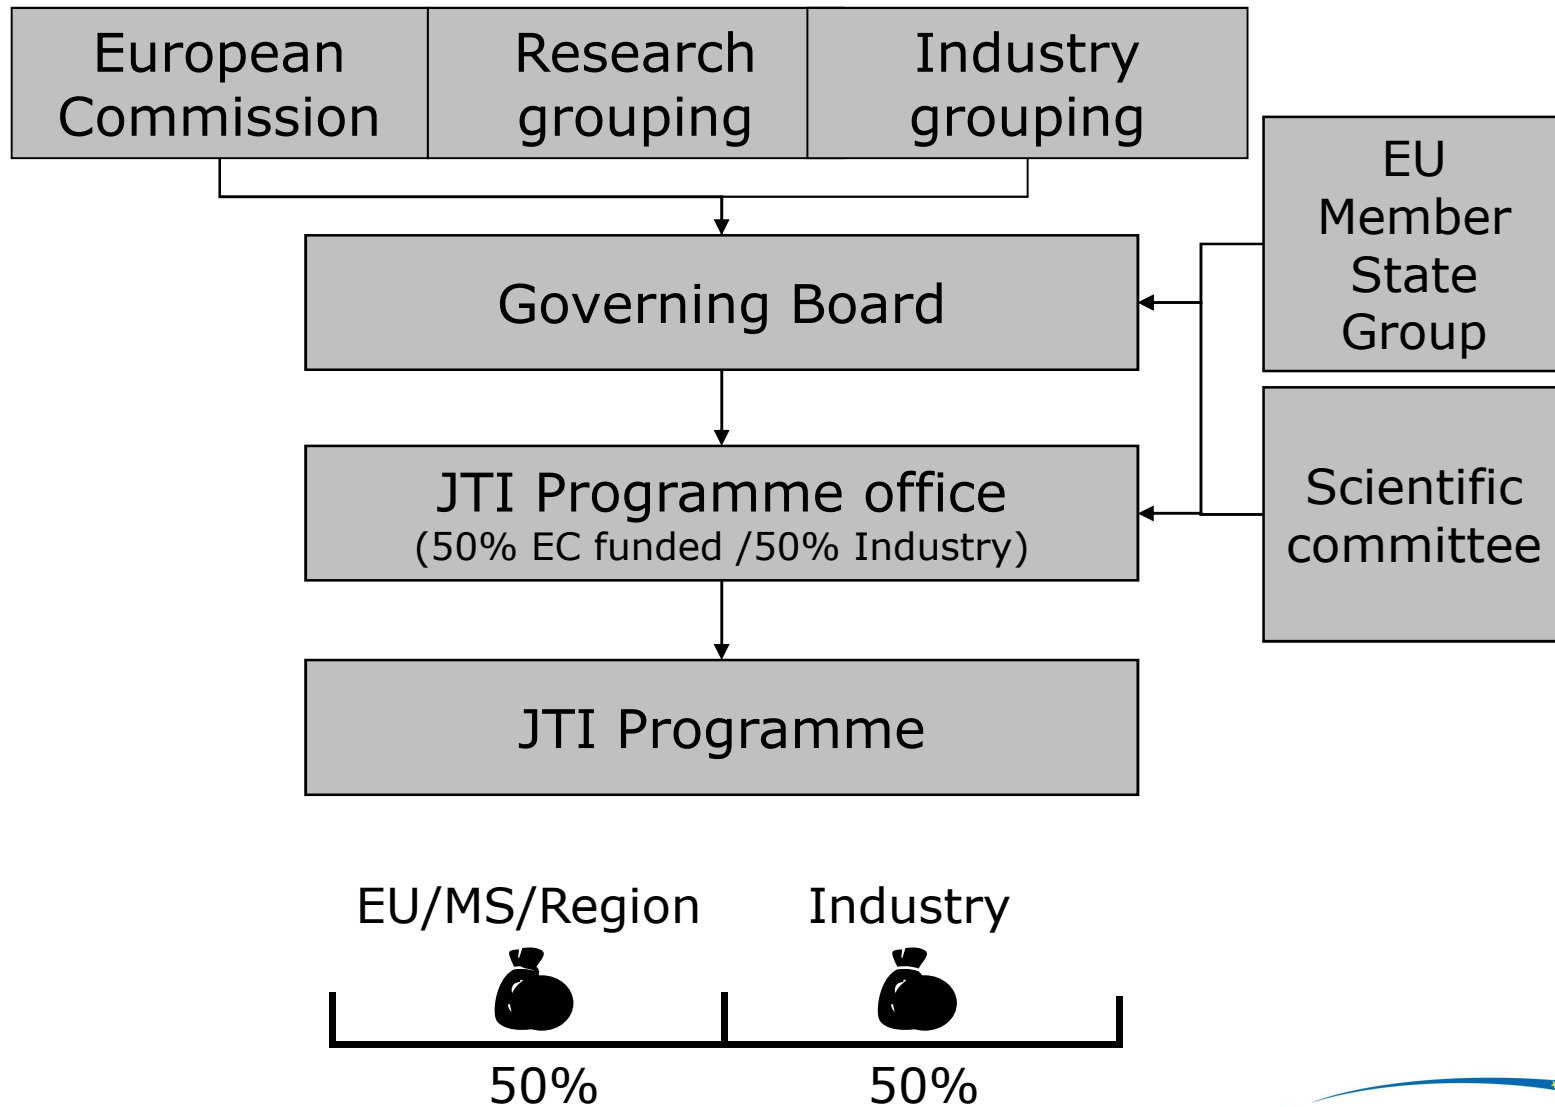 European
Commission
Research
grouping
Industry
grouping
EU
Member
State
Group
Governing Board
JTI Programme office
(50% EC funded /50% Industry)
Scientific
committee
JTI Programme
EU/MS/Region
Industry
50%
50%